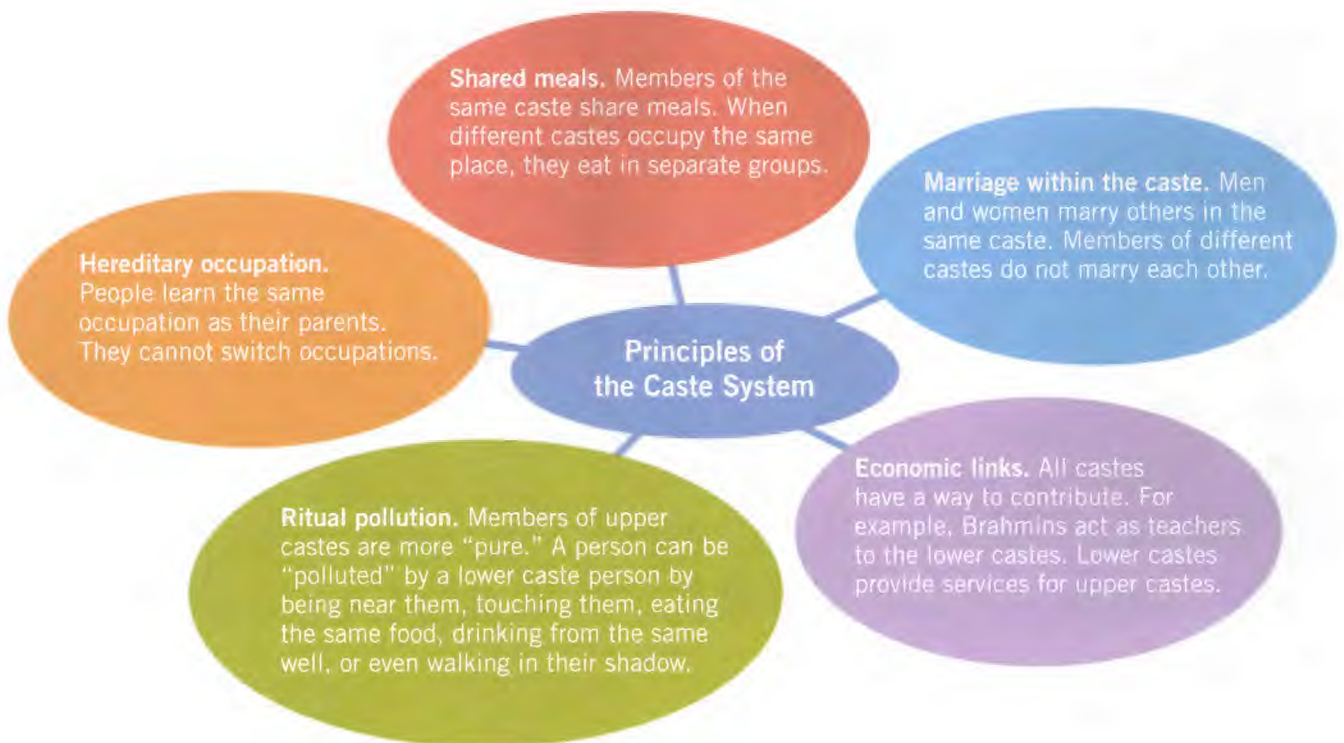 Shared meals. Members of the
same caste share meals. When
different castes occupy the same
place, they eat in separate groups.
Marriage within the caste. Men
and women marry others in the
same caste. Members of different
castes do not marry each other.
Hereditary occupation.
People learn the same
occupation as their parents.
They cannot switch occupations.
Principles of
the Caste System
Economic links. All castes
have a way to contribute. For
example, Brahmins act as teachers
to the lower castes. Lower castes
provide services for upper castes.
Ritual pollution. Members of upper
castes are more “pure.” A person can be
“polluted” by a lower caste person by
being near them, touching them, eating
the same food, drinking from the same
well, or even walking in their shadow.